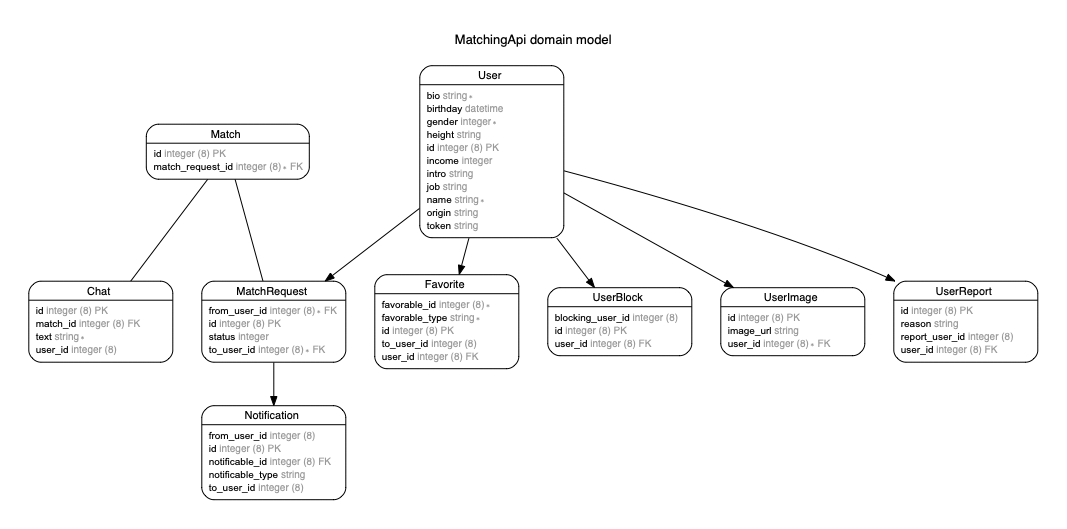 MatchingApi domain model
User
bio string *
birthday datetime
gender integer *
height string
id integer (8) PK
income integer
intro string
job string
name string *
origin string
token string
Match
id integer (8) PK
match_request_id integer (8) * FK
Chat
id integer (8) PK
match_id integer (8) FK
text string *
user_id integer (8)
MatchRequest
from_user_id integer (8) * FK
id integer (8) PK
status integer
to_user_id integer (8) * FK
Favorite
favorable_id integer (8) *
favorable_type string *
id integer (8) PK
to_user_id integer (8)
user_id integer (8) FK
UserBlock
blocking_user_id integer (8)
id integer (8) PK
user_id integer (8) FK
UserImage
id integer (8) PK
image_url string
user_id integer (8) * FK
UserReport
id integer (8) PK
reason string
report_user_id integer (8)
user_id integer (8) FK
Notification
from_user_id integer (8)
id integer (8) PK
notificable_id integer (8) FK
notificable_type string
to_user_id integer (8)